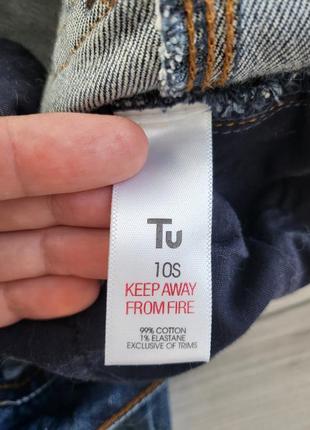 Tu
10S
KEEP AWAY
FROM FIRE
99% COTTON
1% ELASTANE
EXCLUSIVE OF TRIMS